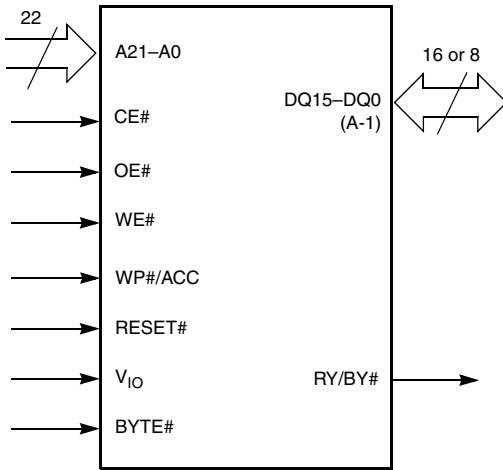 22
A21–A0
16 or 8
DQ15–DQ0
(A-1)
CE#
OE#
WE#
WP#/ACC
RESET#
VIO
RY/BY#
BYTE#